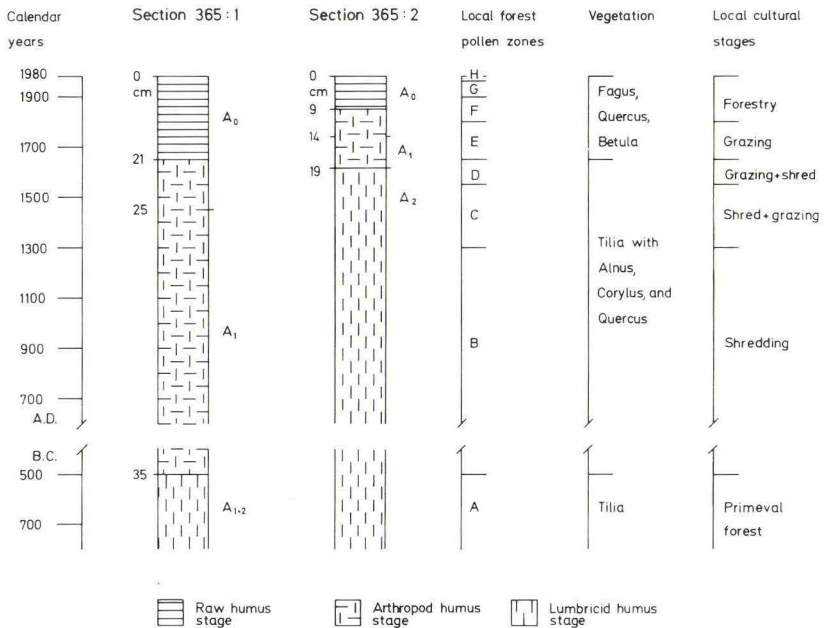 Calendar years
Section 365 : 1
Section 365 : 2
Local forest pollen zones
Vegetation
Local cultural stages
1980
1900
1700
1500
1300
1100
900
700
A.D.
B.C.
500
700
0
cm
21
25
35
A0
A1
A1+2
0
cm
9
14
19
A0
A1
A2
H
G
F
E
D
C
B
A
Fagus,
Quercus,
Betula
Tilia with
Alnus,
Corylus, and
Quercus
Tilia
Forestry
Grazing
Grazing+shred
Shred+grazing
Shredding
Primeval
forest
Raw humus
stage
Arthropod humus
stage
Lumbricid humus
stage